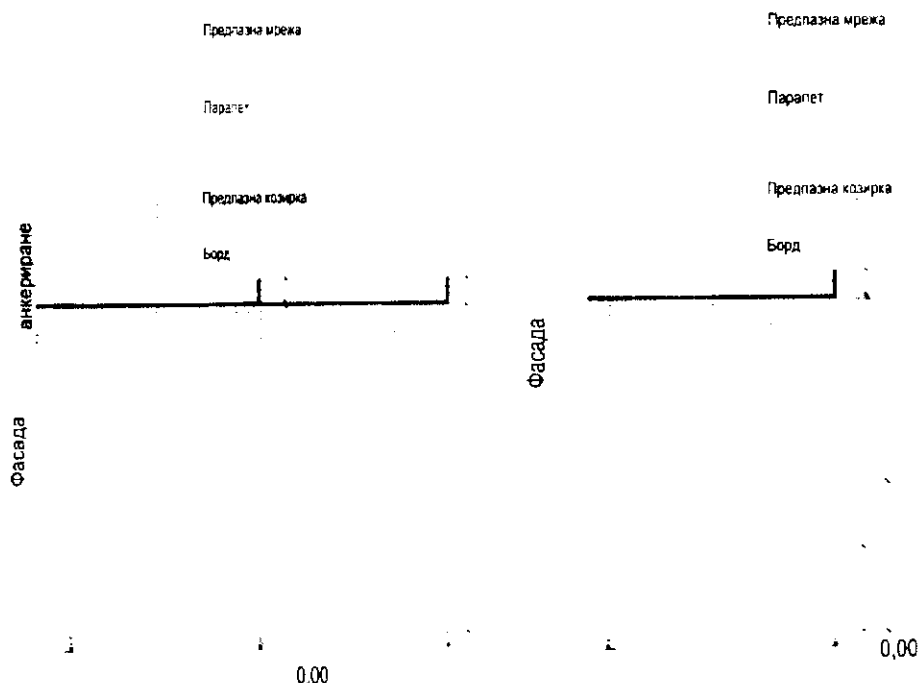 Предпазна мрежа
Парапет
Предпазна козирка
Борд
анкериране
Фасада
0.00
Предпазна мрежа
Парапет
Предпазна козирка
Борд
Фасада
0,00